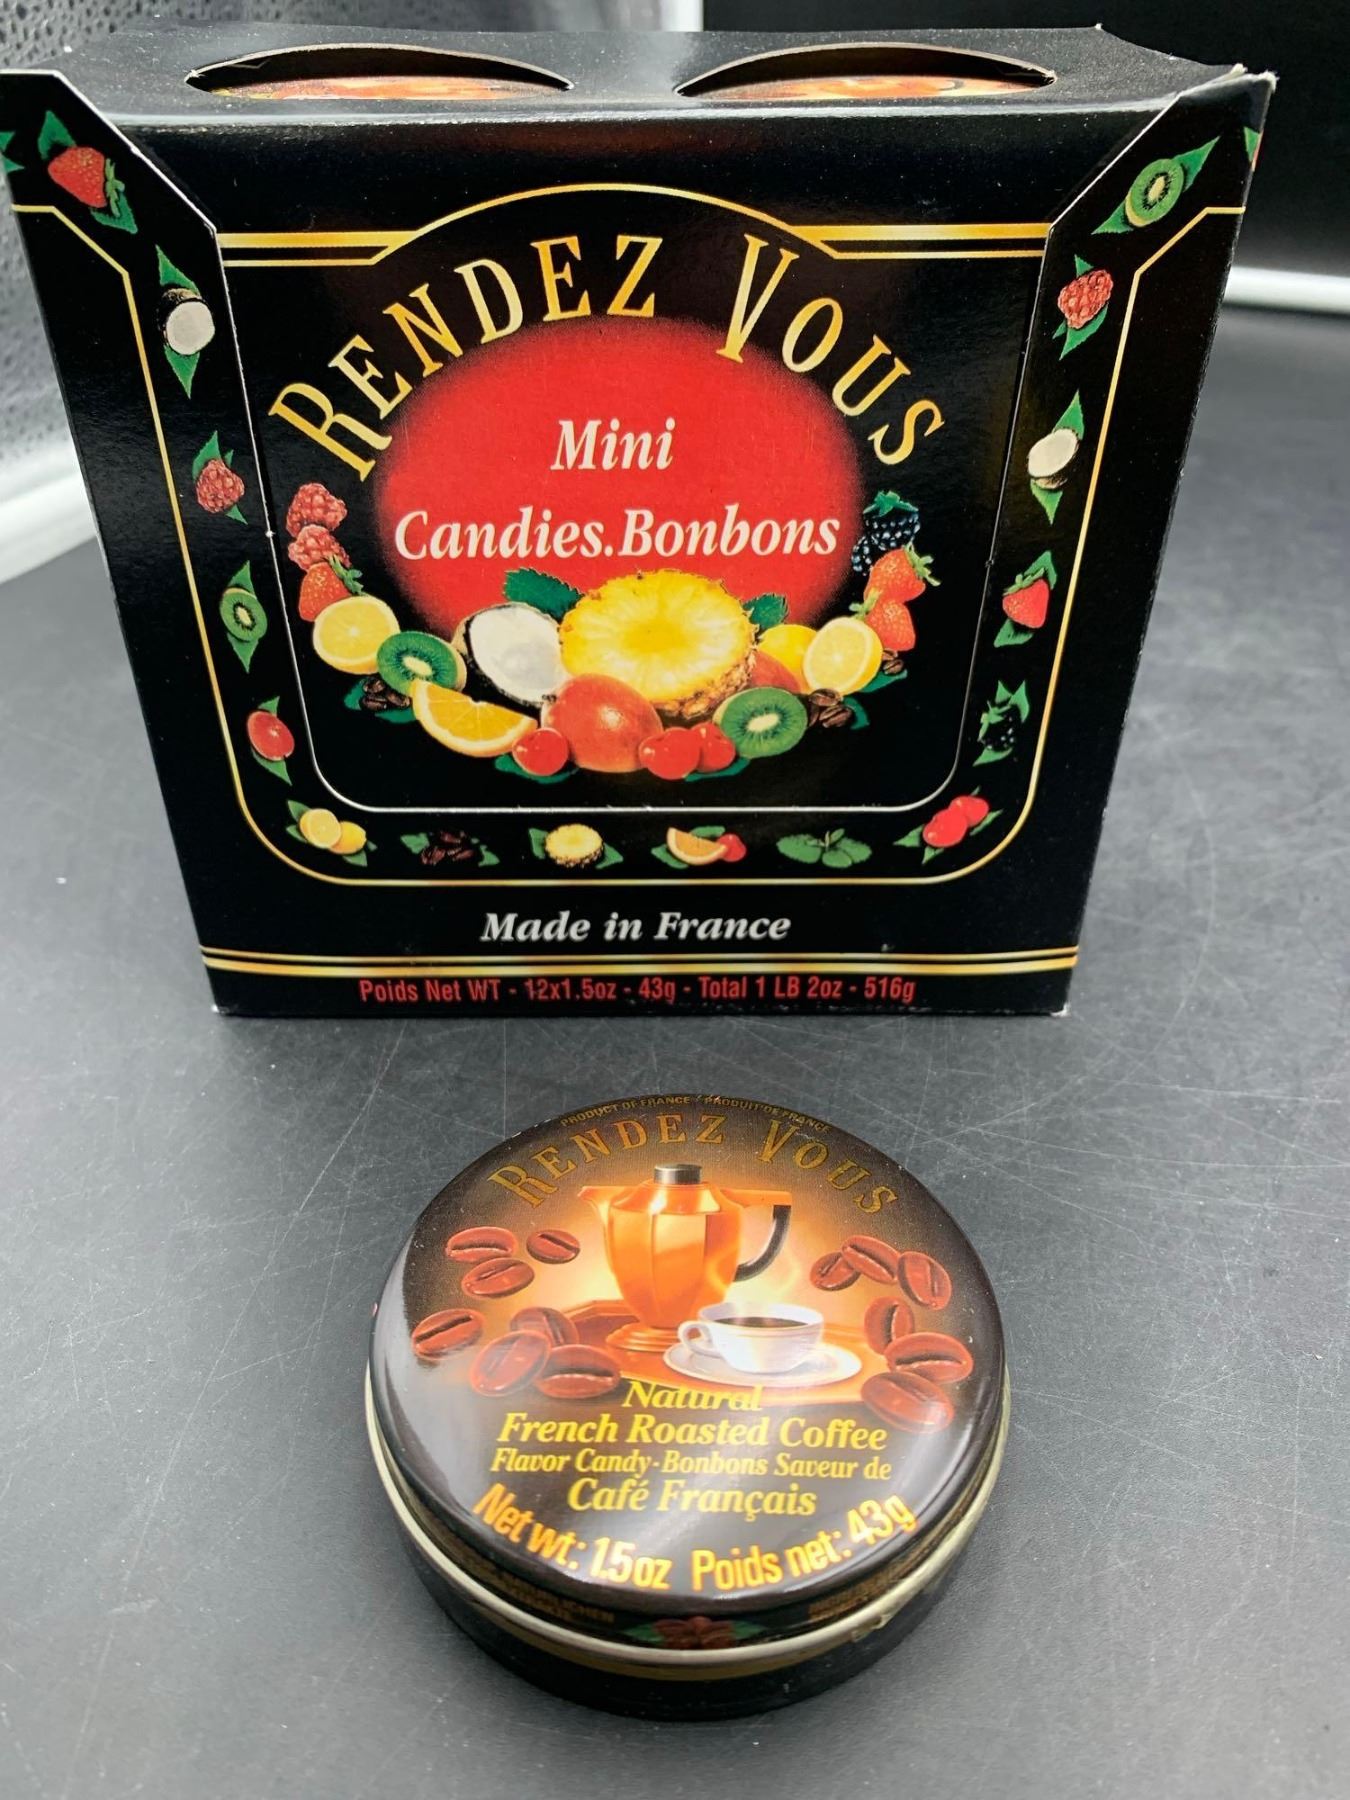 RENDEZ VOUS
Mini
Candies.Bonbons
Made in France
Poids Net WT - 12x1.5oz - 43g - Total 1 LB 2oz - 516g
PRODUCT OF FRANCE / PRODUIT DE FRANCE
RENDEZ VOUS
Natural
French Roasted Coffee
Flavor Candy-Bonbons Saveur de
Café Français
Net wt: 1.5oz Poids net: 43g